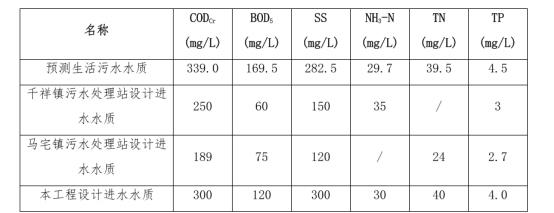 名称 COD_Cr (mg/L) BOD_5 (mg/L) SS (mg/L) NH_3-N (mg/L) TN (mg/L) TP (mg/L)
预测生活污水水质 339.0 169.5 282.5 29.7 39.5 4.5
千祥镇污水处理站设计进
水水质 250 60 150 35 / 3
马宅镇污水处理站设计进
水水质 189 75 120 / 24 2.7
本工程设计进水水质 300 120 300 30 40 4.0